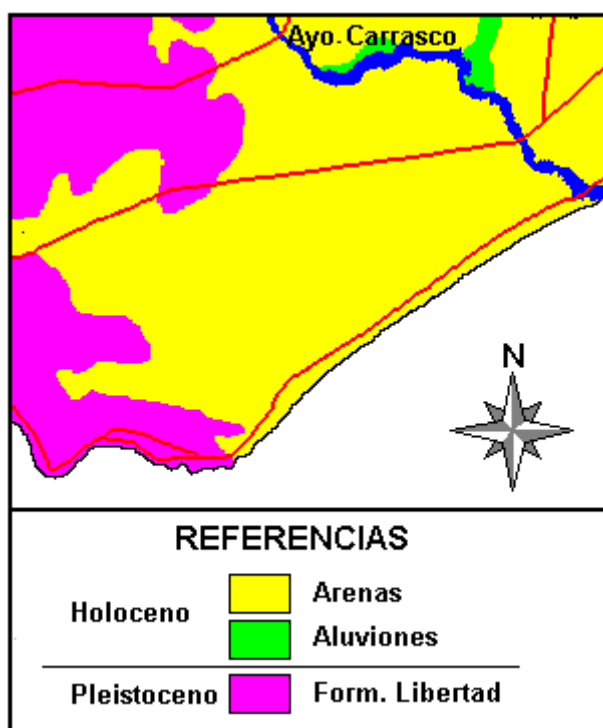 Ayo. Carrasco
N
REFERENCIAS
Holoceno
Arenas
Aluviones
Pleistoceno
Form. Libertad